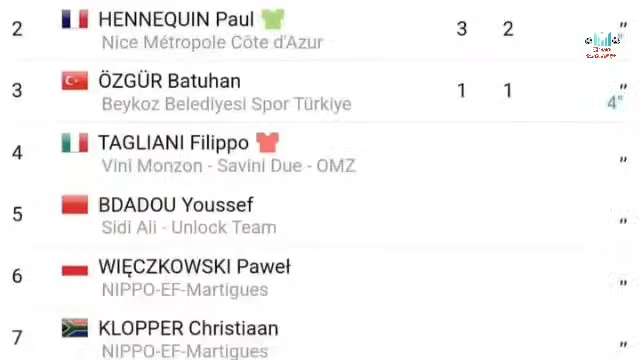 2 HENNEQUIN Paul 3 2 ,,
Nice Métropole Côte d'Azur
3 ÖZGÜR Batuhan 1 1 ,,
Beykoz Belediyesi Spor Türkiye 4"
4 TAGLIANI Filippo
Vini Monzon - Savini Due - OMZ ,,
5 BDADOU Youssef
Sidi Ali - Unlock Team ,,
6 WIĘCZKOWSKI Paweł
NIPPO-EF-Martigues ,,
7 KLOPPER Christiaan
NIPPO-EF-Martigues ,,